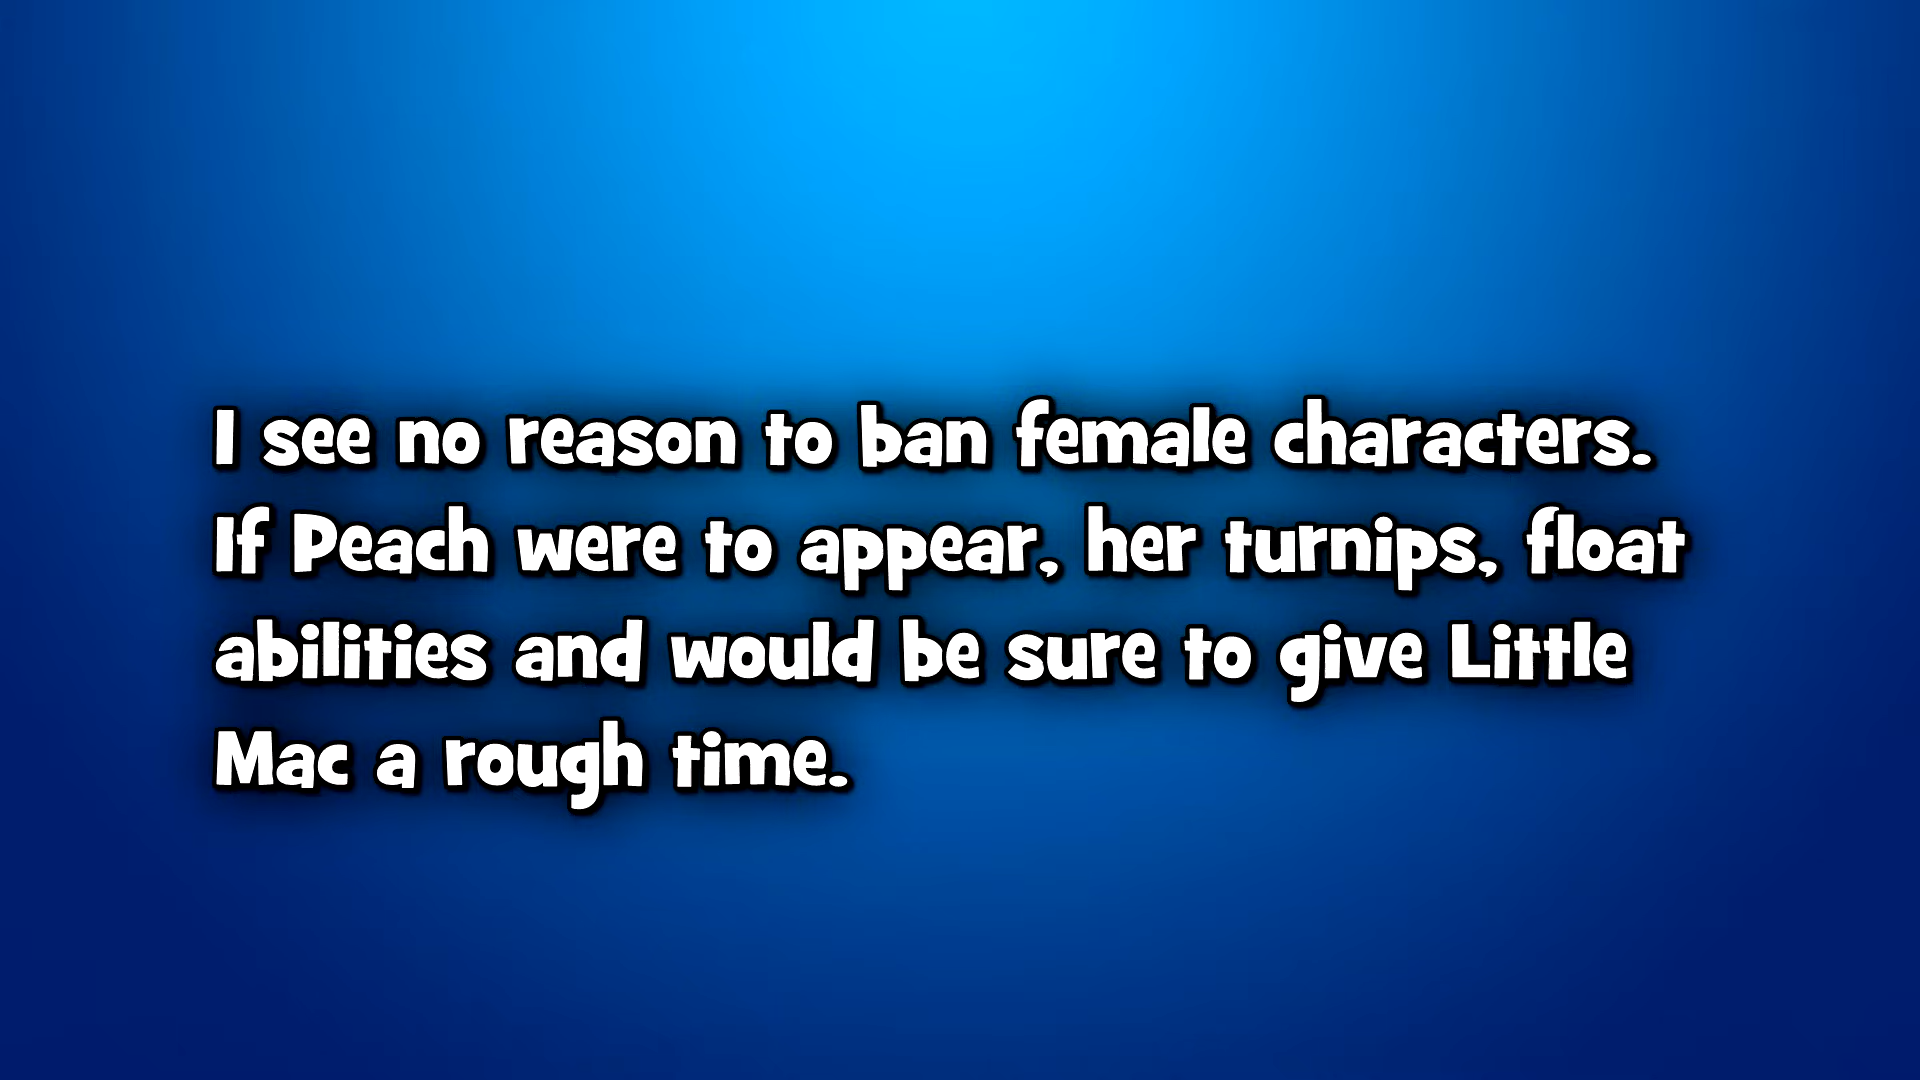 I see no reason to ban female characters.
If Peach were to appear, her turnips, float
abilities and would be sure to give Little
Mac a rough time.